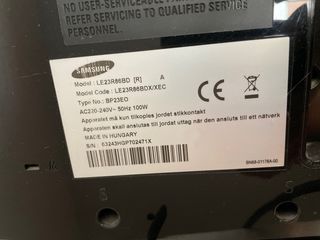 NO USER-SERVICEABLE PARTS
REFER SERVICING TO QUALIFIED SERVICE
PERSONNEL.
SAMSUNG
Model : LE23R86BD [R] A
Model Code : LE23R86BDX/XEC
Type No : BP23EO
AC220-240V~ 50Hz 100W
Apparatet må kun tilkoples jordet stikkontakt
Apparaten skall anslutas till jordat uttag när den ansluts till ett nätverk
MADE IN HUNGARY
S/N : 63243HGP702471X
BN68-01178A-00